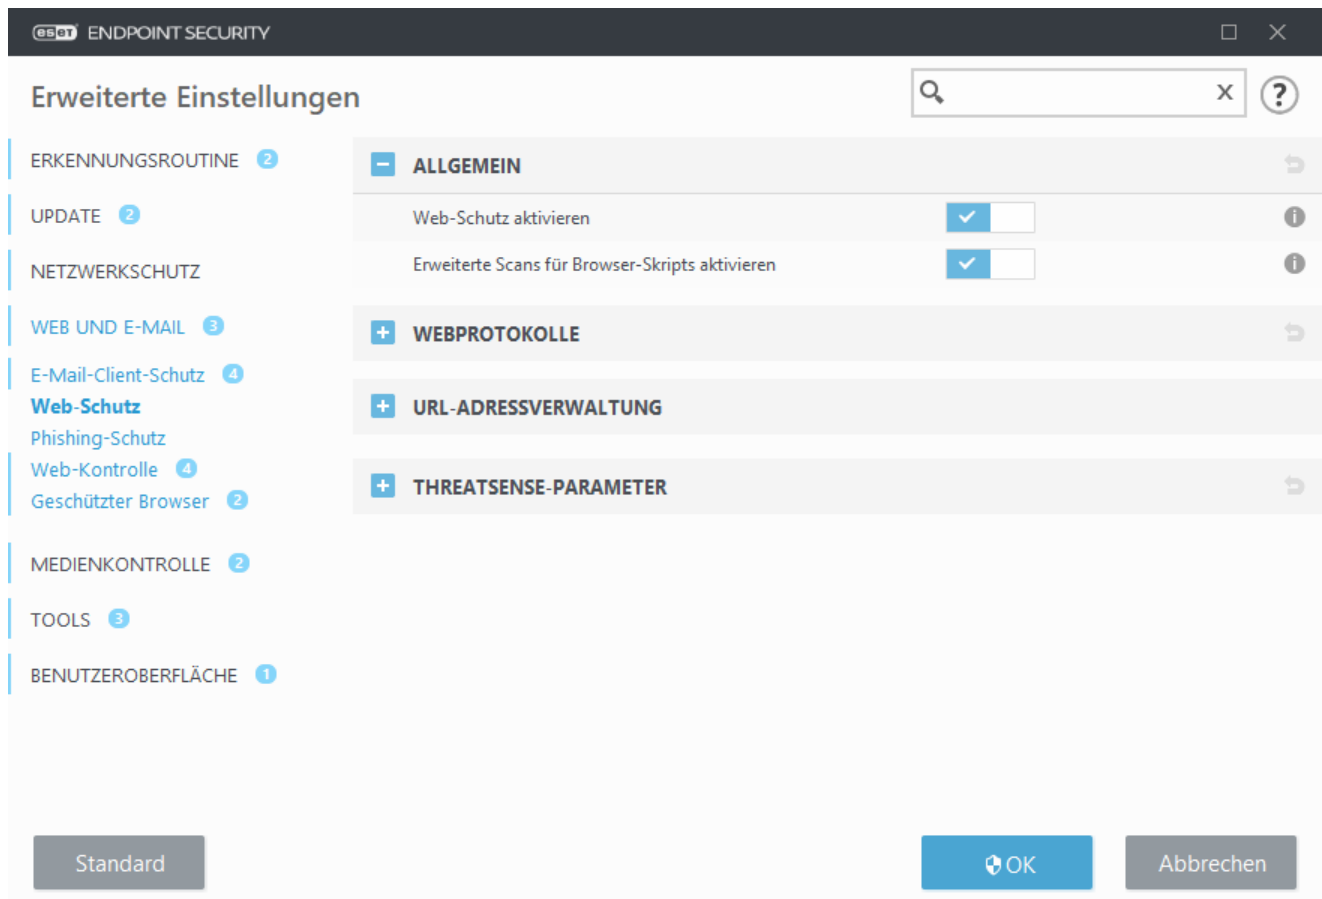 eset ENDPOINT SECURITY
Erweiterte Einstellungen
x
?
ERKENNUNGSROUTINE 2
UPDATE 2
NETZWERKSCHUTZ
WEB UND E-MAIL 3
E-Mail-Client-Schutz 4
Web-Schutz
Phishing-Schutz
Web-Kontrolle 4
Geschützter Browser 2
MEDIENKONTROLLE 2
TOOLS 3
BENUTZEROBERFLÄCHE 1
ALLGEMEIN
Web-Schutz aktivieren
Erweiterte Scans für Browser-Skripts aktivieren
WEBPROTOKOLLE
URL-ADRESSVERWALTUNG
THREATSENSE-PARAMETER
Standard
OK
Abbrechen